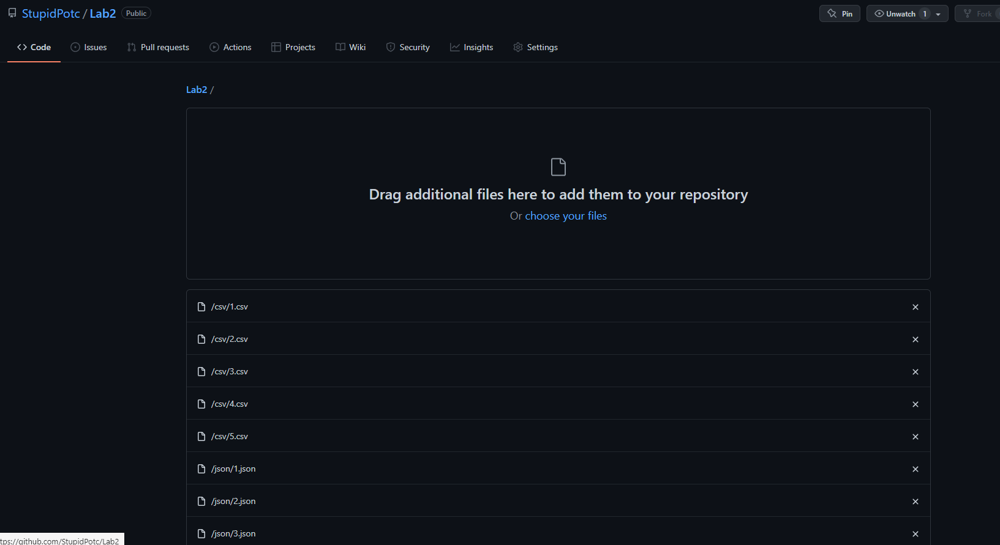 StupidPotc / Lab2 Public
Pin
Unwatch 1
Fork
Code Issues Pull requests Actions Projects Wiki Security Insights Settings
Lab2 /
Drag additional files here to add them to your repository
Or choose your files
/csv/1.csv
/csv/2.csv
/csv/3.csv
/csv/4.csv
/csv/5.csv
/json/1.json
/json/2.json
/json/3.json
tps://github.com/StupidPotc/Lab2